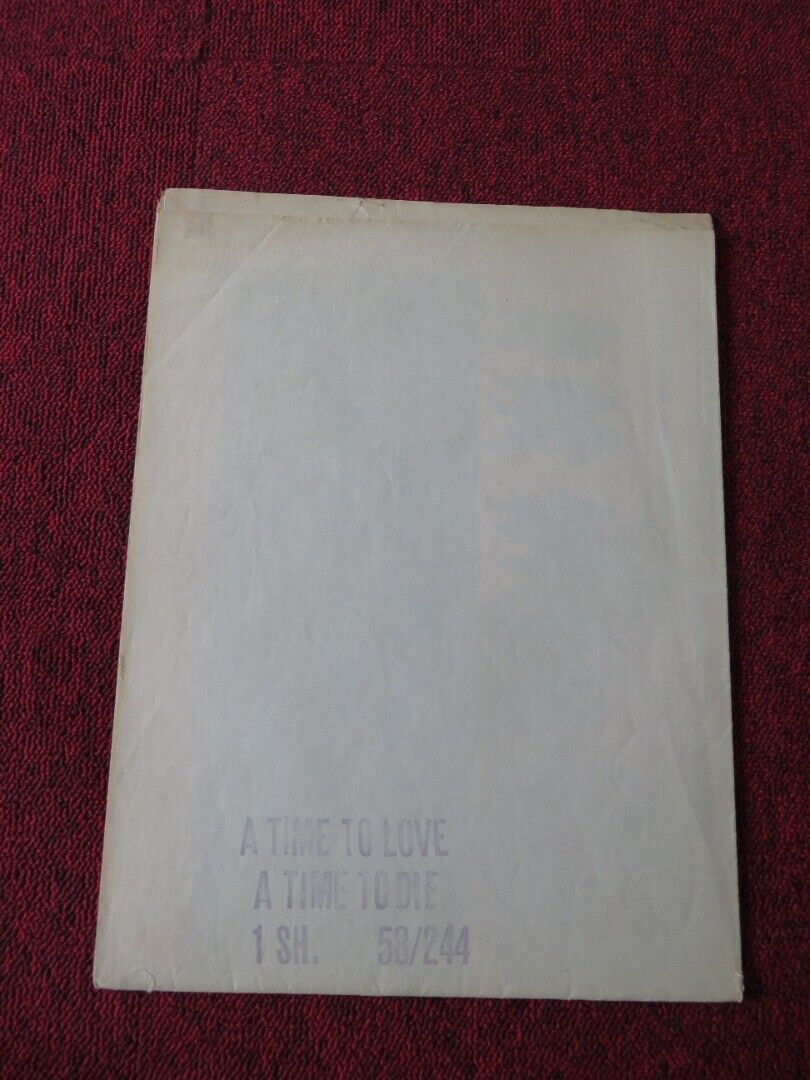 A TIME TO LOVE
A TIME TO DIE
1 SH. 58/244